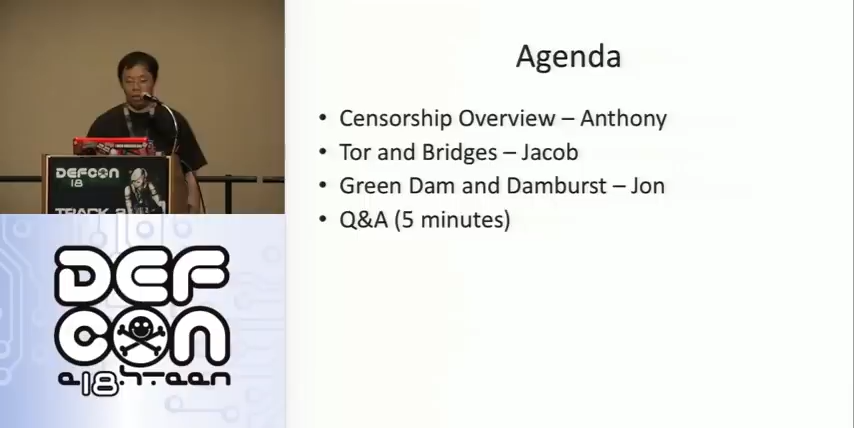 DEFCON
18
TRACK
Agenda
• Censorship Overview – Anthony
• Tor and Bridges – Jacob
• Green Dam and Damburst – Jon
• Q&A (5 minutes)
DEF
CON
e18hteen